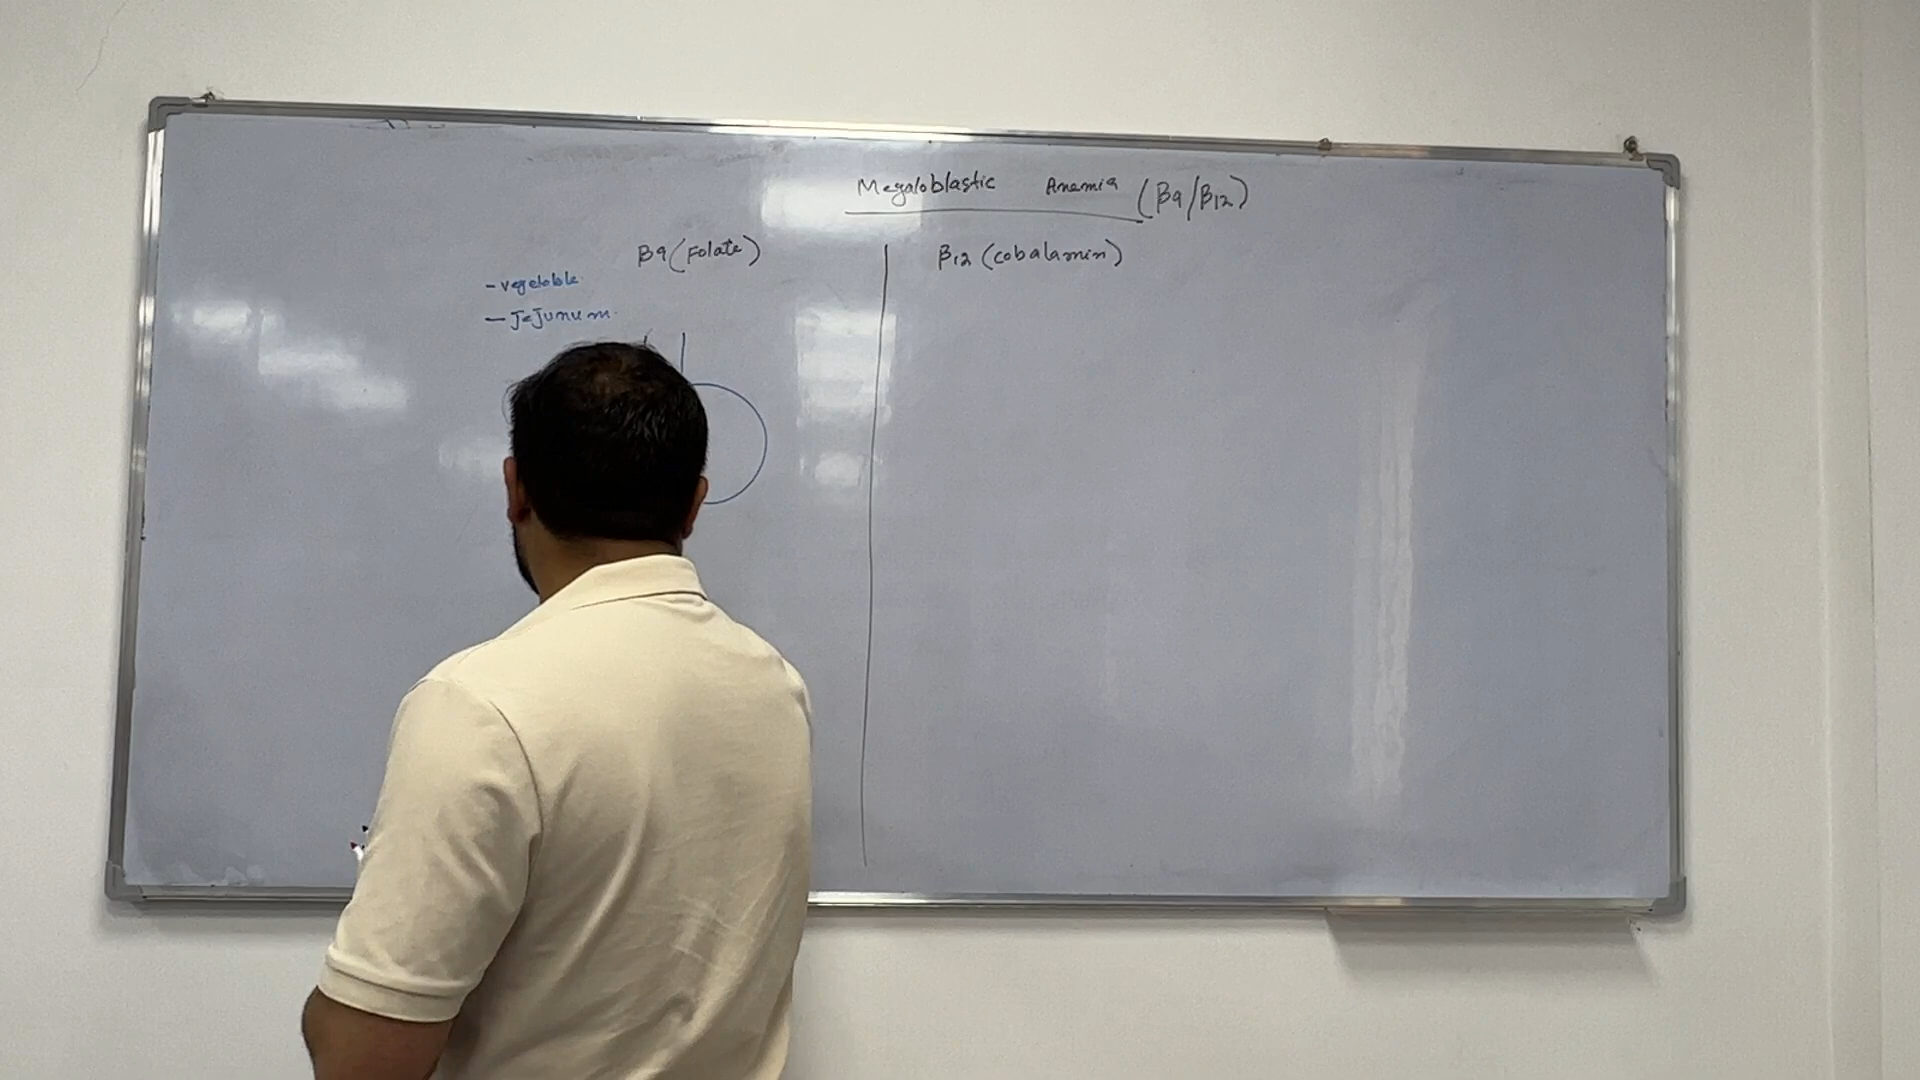 Megaloblastic Anemia (B9/B12)
B9 (Folate)
- vegetable
- Jejunum.
B12 (cobalamin)